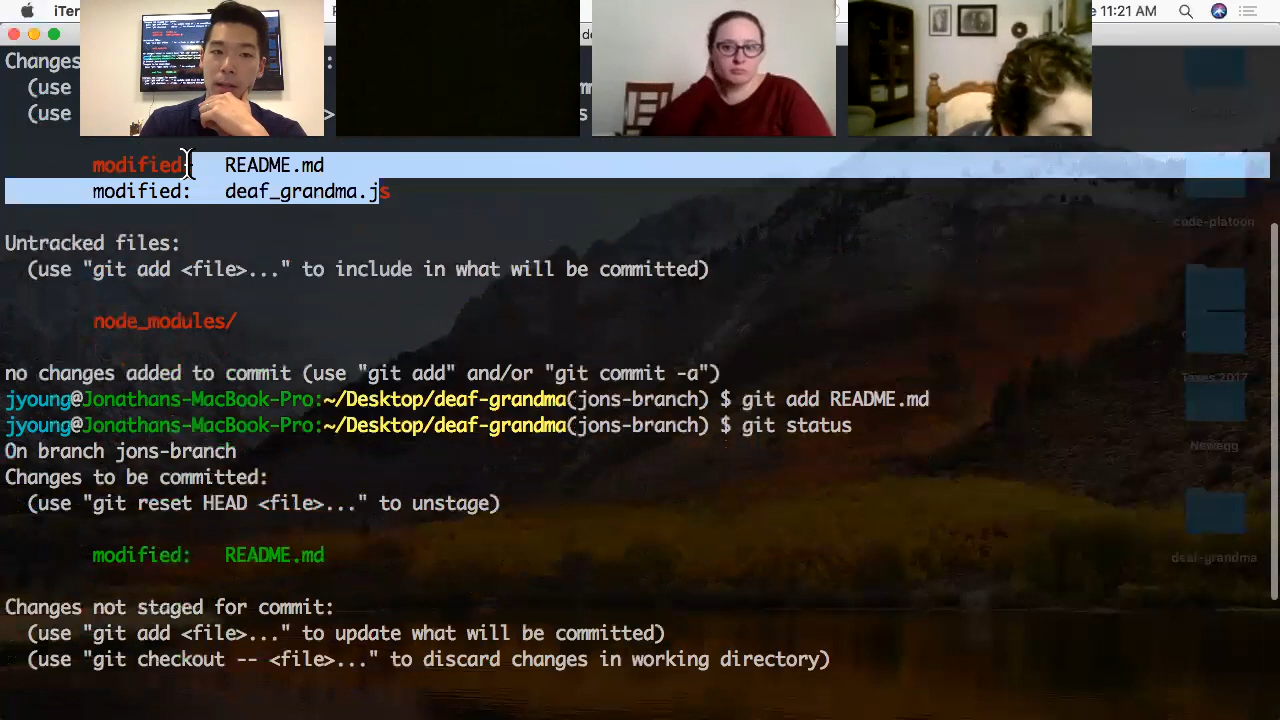 iTer
e 11:21 AM
de
Changes
(use
(use
modified: README.md
modified: deaf_grandma.js
Untracked files:
(use "git add <file>..." to include in what will be committed)
node_modules/
no changes added to commit (use "git add" and/or "git commit -a")
jyoung@Jonathans-MacBook-Pro:~/Desktop/deaf-grandma(jons-branch) $ git add README.md
jyoung@Jonathans-MacBook-Pro:~/Desktop/deaf-grandma(jons-branch) $ git status
On branch jons-branch
Changes to be committed:
(use "git reset HEAD <file>..." to unstage)
modified: README.md
Changes not staged for commit:
(use "git add <file>..." to update what will be committed)
(use "git checkout -- <file>..." to discard changes in working directory)
code-platoon
Taxes 2017
Newegg
deaf-grandma